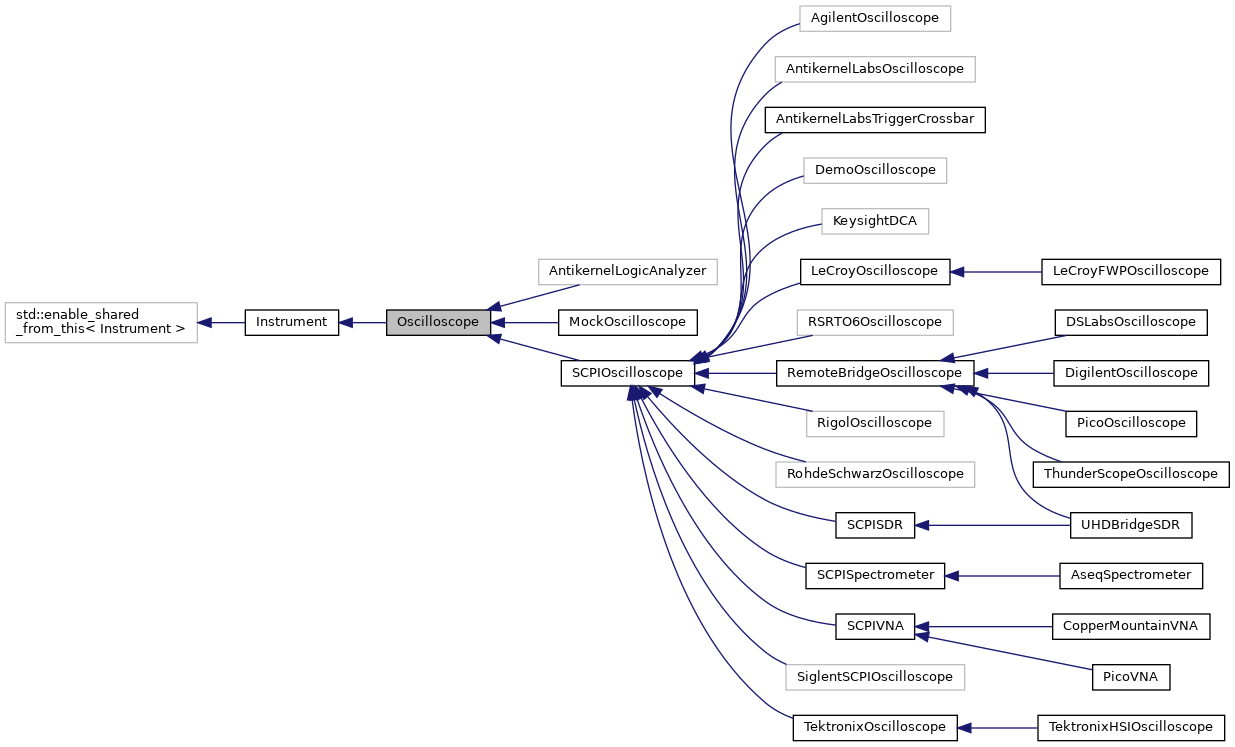 AgilentOscilloscope
AntikernelLabsOscilloscope
AntikernelLabsTriggerCrossbar
DemoOscilloscope
KeysightDCA
AntikernelLogicAnalyzer
LeCroyOscilloscope
LeCroyFWPOscilloscope
std::enable_shared
_from_this< Instrument >
Instrument
Oscilloscope
MockOscilloscope
RSRTO6Oscilloscope
DSLabsOscilloscope
SCPIOscilloscope
RemoteBridgeOscilloscope
DigilentOscilloscope
RigolOscilloscope
PicoOscilloscope
RohdeSchwarzOscilloscope
ThunderScopeOscilloscope
SCPISDR
UHDBridgeSDR
SCPISpectrometer
AseqSpectrometer
SCPIVNA
CopperMountainVNA
SiglentSCPIOscilloscope
PicoVNA
TektronixOscilloscope
TektronixHSIOscilloscope